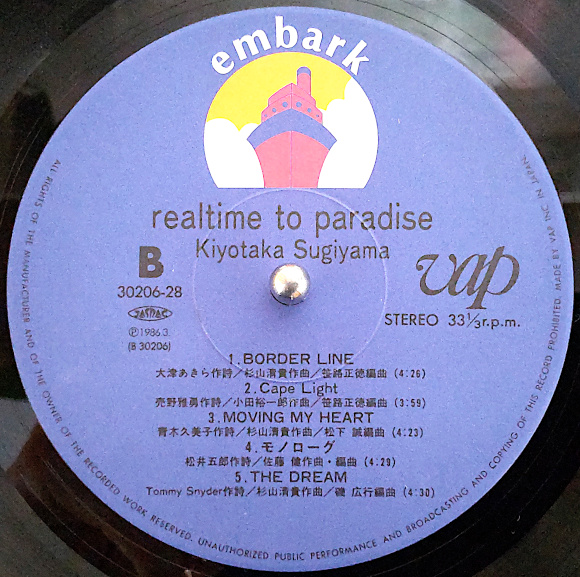 embark
realtime to paradise
Kiyotaka Sugiyama
B
30206-28
JASRAC
Ⓟ1986.3.
(B 30206)
vap
STEREO 33⅓r.p.m.
1.BORDER LINE
大津あきら作詩／杉山清貴作曲／笹路正徳編曲 (4:26)
2.Cape Light
売野雅勇作詩／小田裕一郎作曲／笹路正徳編曲 (3:59)
3.MOVING MY HEART
青木久美子作詩／杉山清貴作曲／松下 誠編曲 (4:23)
4.モノローグ
松井五郎作詩／佐藤 健作曲・編曲 (4:29)
5.THE DREAM
Tommy Snyder作詩／杉山清貴作曲／磯 広行編曲 (4:30)
ALL RIGHTS OF THE MANUFACTURER AND OF THE OWNER OF THE RECORDED WORK RESERVED. UNAUTHORIZED PUBLIC PERFORMANCE AND BROADCASTING AND COPYING OF THIS RECORD PROHIBITED. MADE BY VAP INC. IN JAPAN.